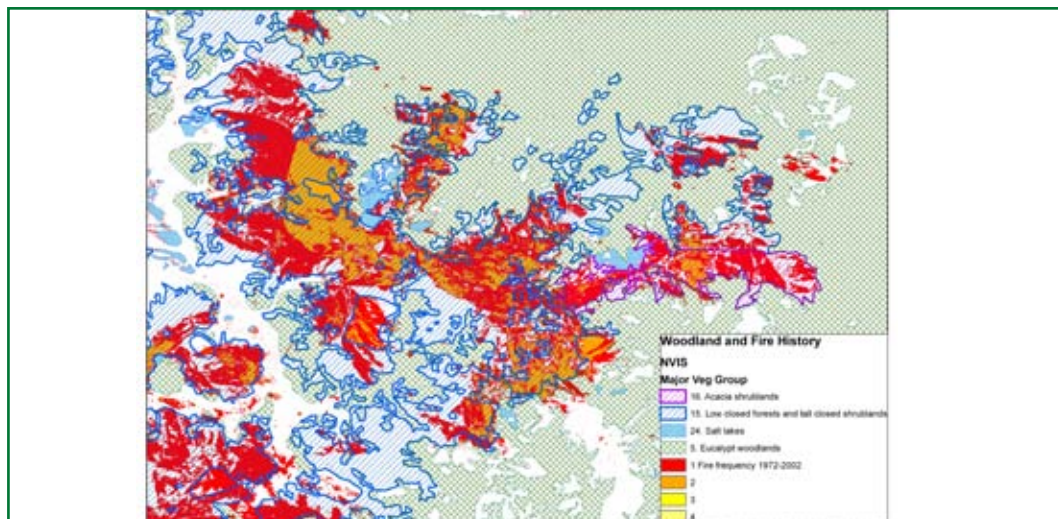 Woodland and Fire History
NVIS
Major Veg Group
16. Acacia shrublands
15. Low closed forests and tall closed shrublands
24. Salt lakes
5. Eucalypt woodlands
1 Fire frequency 1972-2002
2
3
4